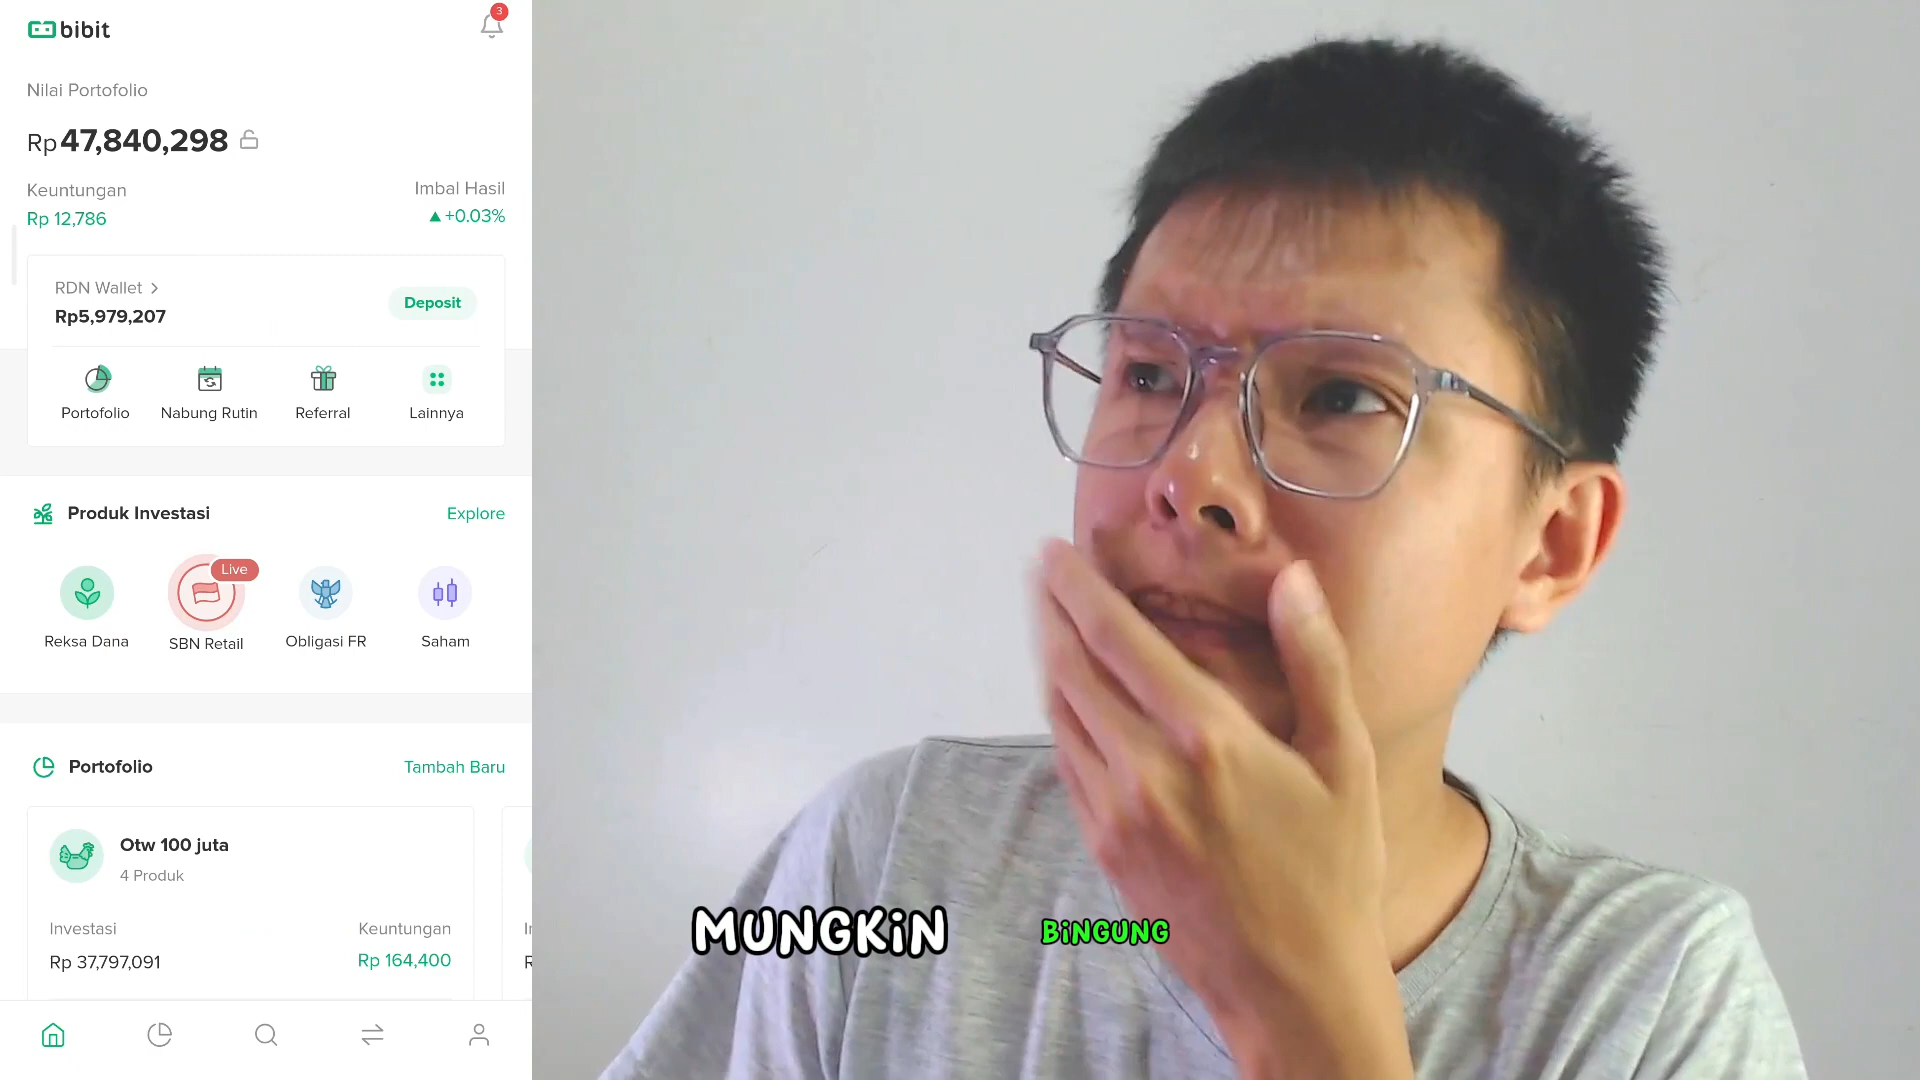 bibit
3
Nilai Portofolio
Rp 47,840,298
Keuntungan
Imbal Hasil
Rp 12,786
+0.03%
RDN Wallet
Rp5,979,207
Deposit
Portofolio
Nabung Rutin
Referral
Lainnya
Produk Investasi
Explore
Live
Reksa Dana
SBN Retail
Obligasi FR
Saham
Portofolio
Tambah Baru
Otw 100 juta
4 Produk
Investasi
Keuntungan
Rp 37,797,091
Rp 164,400
MUNGKiN BiNGUNG